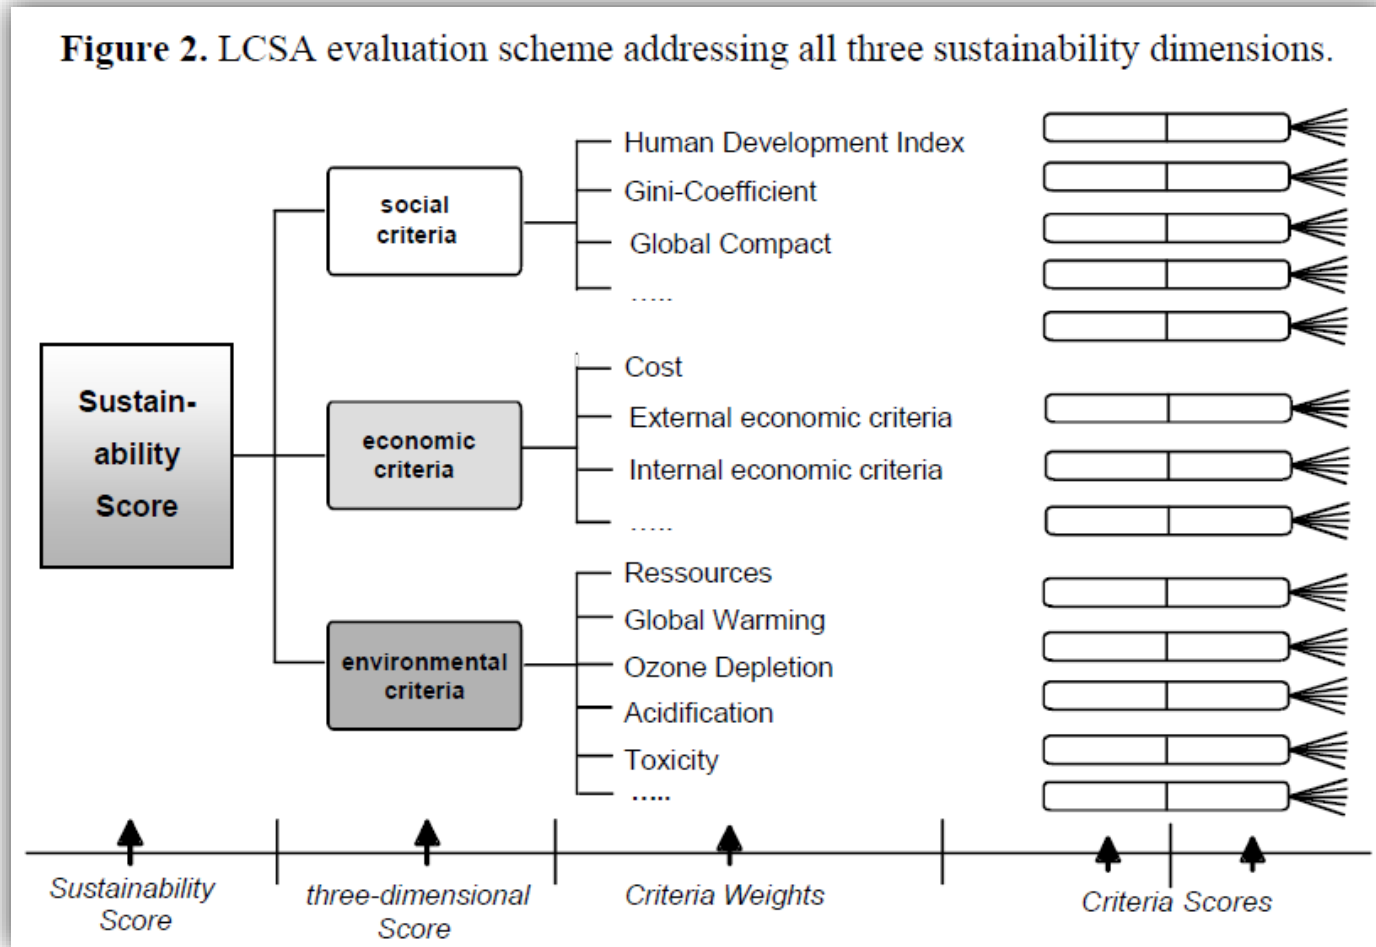 Figure 2. LCSA evaluation scheme addressing all three sustainability dimensions.
Sustain-
ability
Score
social
criteria
Human Development Index
Gini-Coefficient
Global Compact
.....
economic
criteria
Cost
External economic criteria
Internal economic criteria
.....
environmental
criteria
Ressources
Global Warming
Ozone Depletion
Acidification
Toxicity
.....
Sustainability
Score
three-dimensional
Score
Criteria Weights
Criteria Scores